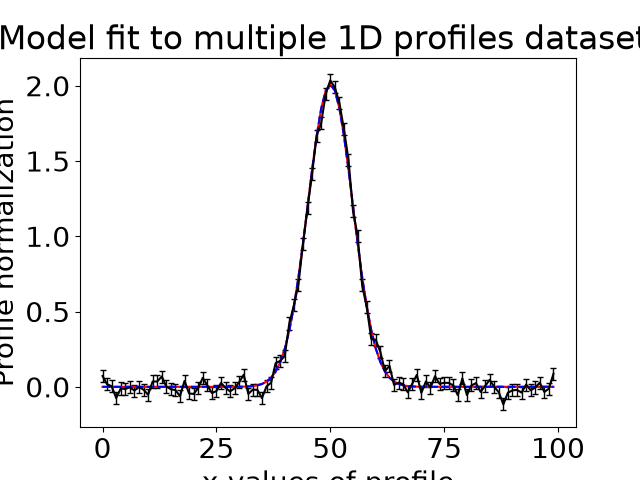 Model fit to multiple 1D profiles dataset
Profile normalization
2.0
1.5
1.0
0.5
0.0
0 25 50 75 100
x values of profile